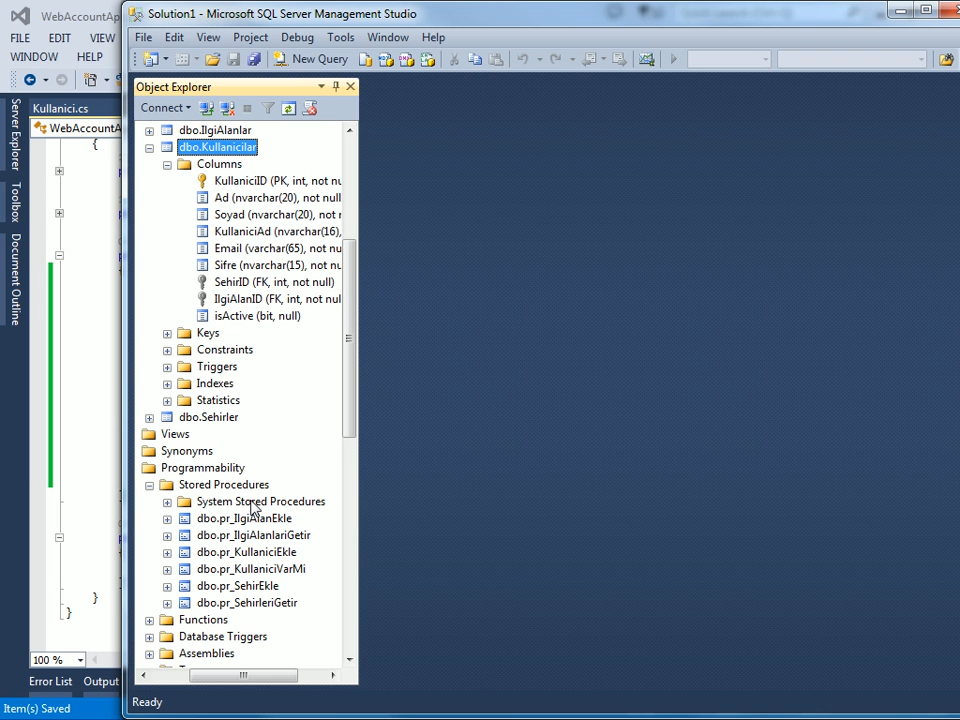 WebAccountAp
FILE EDIT VIEW
WINDOW HELP
Server Explorer
Toolbox
Document Outline
Kullanici.cs
WebAccountA
{
}
}
100 %
Error List Output
Item(s) Saved
Solution1 - Microsoft SQL Server Management Studio
File Edit View Project Debug Tools Window Help
New Query
Object Explorer
Connect
dbo.IlgiAlanlar
dbo.Kullanicilar
Columns
KullaniciID (PK, int, not nu
Ad (nvarchar(20), not null
Soyad (nvarchar(20), not r
KullaniciAd (nvarchar(16),
Email (varchar(65), not nu
Sifre (nvarchar(15), not nu
SehirID (FK, int, not null)
IlgiAlanID (FK, int, not nul
isActive (bit, null)
Keys
Constraints
Triggers
Indexes
Statistics
dbo.Sehirler
Views
Synonyms
Programmability
Stored Procedures
System Stored Procedures
dbo.pr_IlgiAlanEkle
dbo.pr_IlgiAlanlariGetir
dbo.pr_KullaniciEkle
dbo.pr_KullaniciVarMi
dbo.pr_SehirEkle
dbo.pr_SehirleriGetir
Functions
Database Triggers
Assemblies
Ready